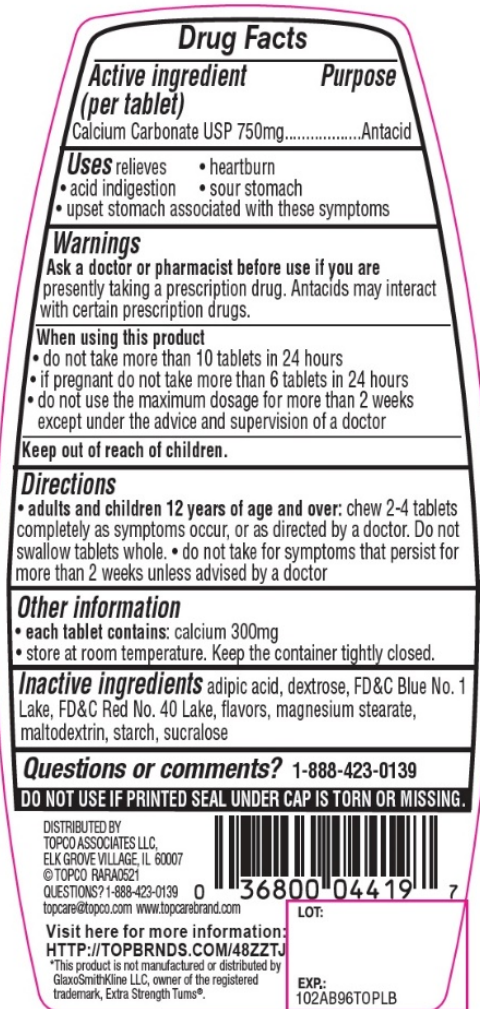 Drug Facts
Active ingredient Purpose
(per tablet)
Calcium Carbonate USP 750mg..................Antacid
Uses relieves • heartburn
• acid indigestion • sour stomach
• upset stomach associated with these symptoms
Warnings
Ask a doctor or pharmacist before use if you are
presently taking a prescription drug. Antacids may interact
with certain prescription drugs.
When using this product
• do not take more than 10 tablets in 24 hours
• if pregnant do not take more than 6 tablets in 24 hours
• do not use the maximum dosage for more than 2 weeks
except under the advice and supervision of a doctor
Keep out of reach of children.
Directions
• adults and children 12 years of age and over: chew 2-4 tablets
completely as symptoms occur, or as directed by a doctor. Do not
swallow tablets whole. • do not take for symptoms that persist for
more than 2 weeks unless advised by a doctor
Other information
• each tablet contains: calcium 300mg
• store at room temperature. Keep the container tightly closed.
Inactive ingredients adipic acid, dextrose, FD&C Blue No. 1
Lake, FD&C Red No. 40 Lake, flavors, magnesium stearate,
maltodextrin, starch, sucralose
Questions or comments? 1-888-423-0139
DO NOT USE IF PRINTED SEAL UNDER CAP IS TORN OR MISSING.
DISTRIBUTED BY
TOPCO ASSOCIATES LLC,
ELK GROVE VILLAGE, IL 60007
© TOPCO RARA0521
QUESTIONS? 1-888-423-0139
topcare@topco.com www.topcarebrand.com
0 36800 04419 7
Visit here for more information:
HTTP://TOPBRNDS.COM/48ZZTJ
*This product is not manufactured or distributed by
GlaxoSmithKline LLC, owner of the registered
trademark, Extra Strength Tums®.
LOT:
EXP.:
102AB96TOPLB